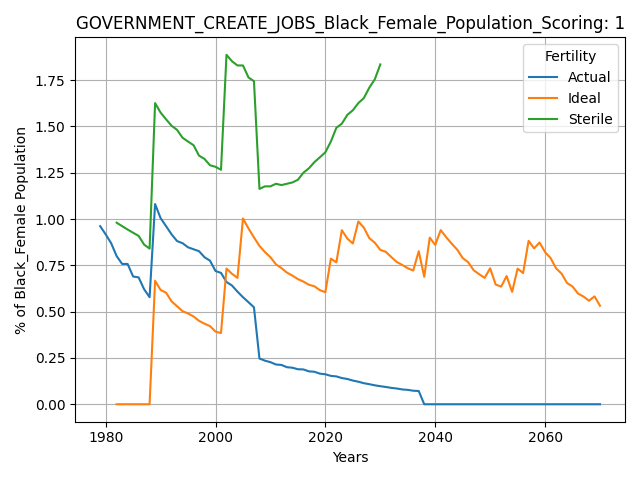 GOVERNMENT_CREATE_JOBS_Black_Female_Population_Scoring: 1
Fertility
Actual
Ideal
Sterile
% of Black_Female Population
1.75
1.50
1.25
1.00
0.75
0.50
0.25
0.00
1980 2000 2020 2040 2060
Years